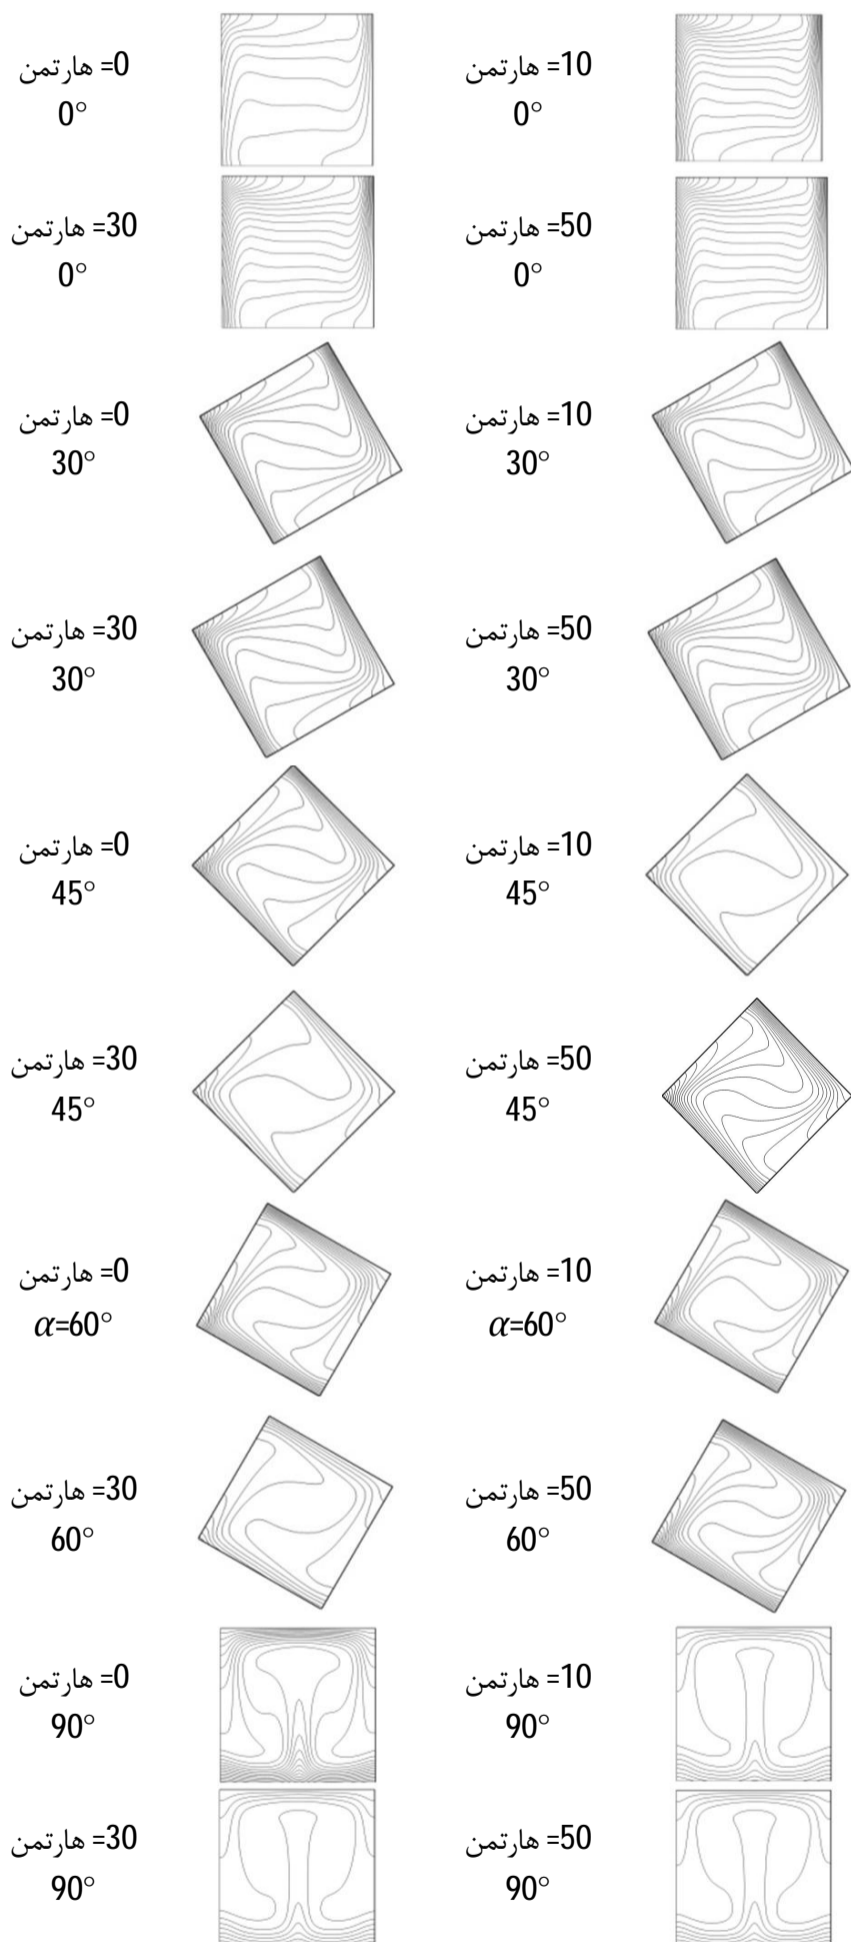 هارتمن =0
0°
هارتمن =10
0°
هارتمن =30
0°
هارتمن =50
0°
هارتمن =0
30°
هارتمن =10
30°
هارتمن =30
30°
هارتمن =50
30°
هارتمن =0
45°
هارتمن =10
45°
هارتمن =30
45°
هارتمن =50
45°
هارتمن =0
α=60°
هارتمن =10
α=60°
هارتمن =30
60°
هارتمن =50
60°
هارتمن =0
90°
هارتمن =10
90°
هارتمن =30
90°
هارتمن =50
90°